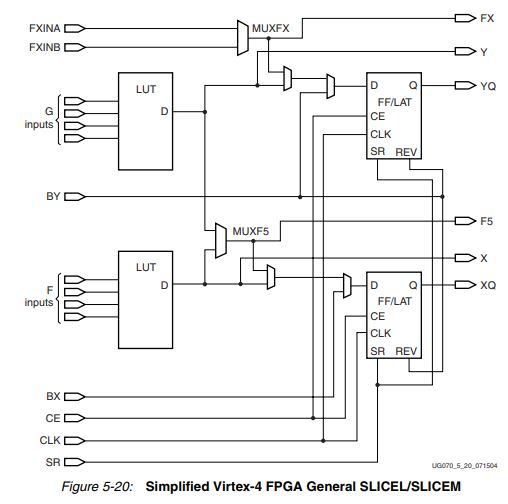 FXINA
FXINB
MUXFX
FX
Y
LUT
D
G
inputs
D
Q
FF/LAT
CE
CLK
SR REV
YQ
BY
MUXF5
F5
X
LUT
D
F
inputs
D
Q
FF/LAT
CE
CLK
SR REV
XQ
BX
CE
CLK
SR
UG070_5_20_071504
Figure 5-20: Simplified Virtex-4 FPGA General SLICEL/SLICEM